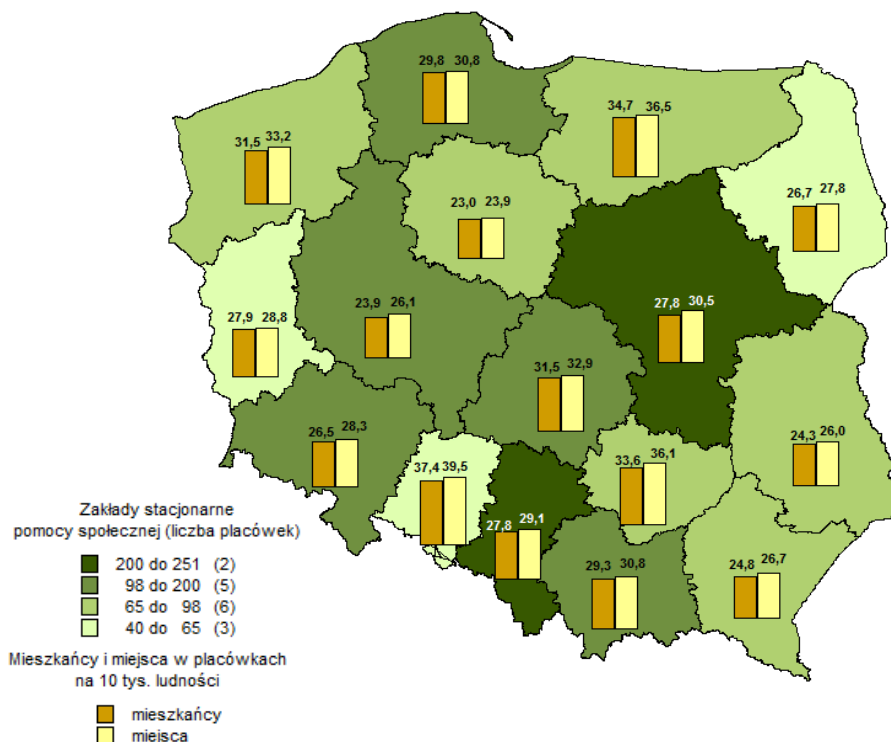 29,8 30,8
34,7 36,5
31,5 33,2
23,0 23,9
26,7 27,8
27,9 28,8
23,9 26,1
27,8 30,5
31,5 32,9
26,5 28,3
24,3 26,0
37,4 39,5
33,6 36,1
27,8 29,1
29,3 30,8
24,8 26,7
Zakłady stacjonarne
pomocy społecznej (liczba placówek)
200 do 251 (2)
98 do 200 (5)
65 do 98 (6)
40 do 65 (3)
Mieszkańcy i miejsca w placówkach
na 10 tys. ludności
mieszkańcy
miejsca